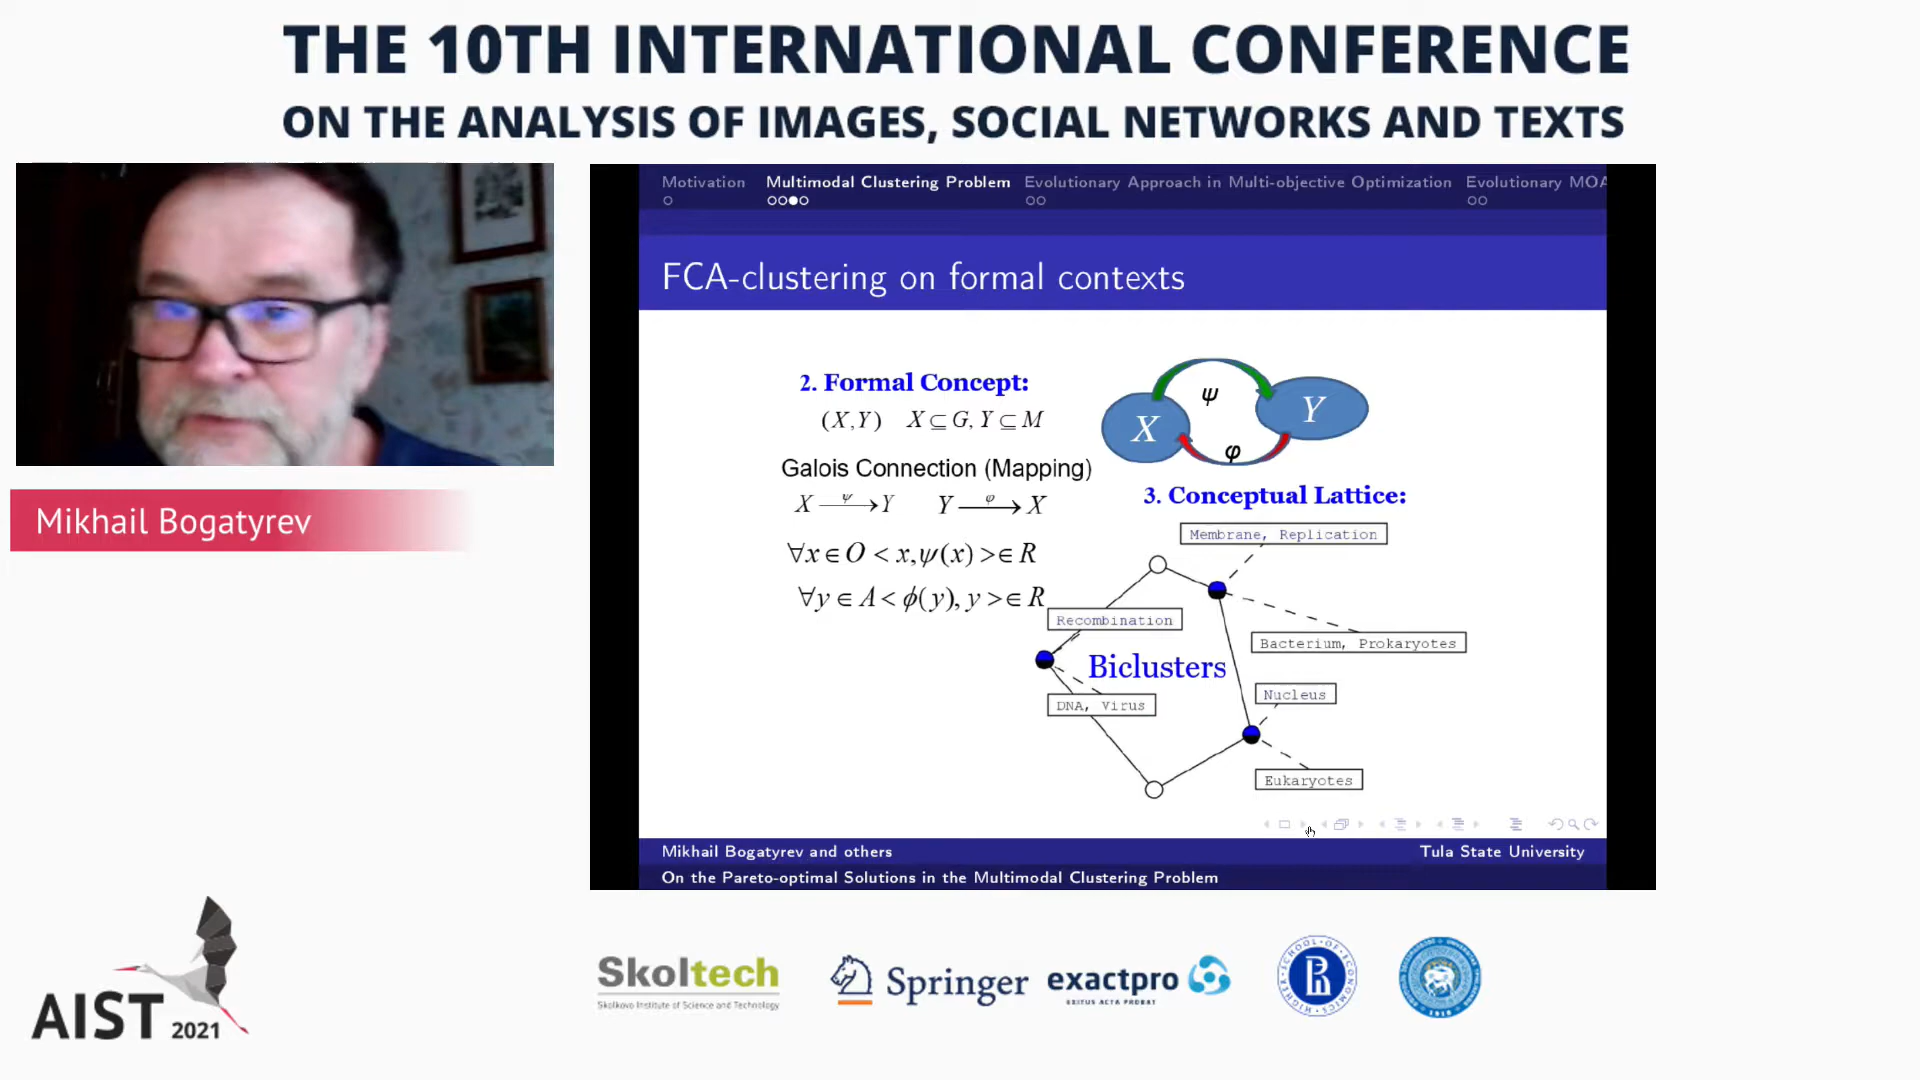 THE 10TH INTERNATIONAL CONFERENCE
ON THE ANALYSIS OF IMAGES, SOCIAL NETWORKS AND TEXTS
Mikhail Bogatyrev
Motivation Multimodal Clustering Problem Evolutionary Approach in Multi-objective Optimization Evolutionary MOA
FCA-clustering on formal contexts
2. Formal Concept:
(X,Y) X ⊆ G, Y ⊆ M
Galois Connection (Mapping)
X —ψ→ Y Y —φ→ X
∀x ∈ O < x, ψ(x) >∈ R
∀y ∈ A < ϕ(y), y >∈ R
X
ψ
Y
φ
3. Conceptual Lattice:
Membrane, Replication
Recombination
Bacterium, Prokaryotes
Biclusters
Nucleus
DNA, Virus
Eukaryotes
Mikhail Bogatyrev and others Tula State University
On the Pareto-optimal Solutions in the Multimodal Clustering Problem
AIST 2021
Skoltech
Skolkovo Institute of Science and Technology
Springer
exactpro
EXITUS ACTA PROBAT
HIGHER SCHOOL OF ECONOMICS